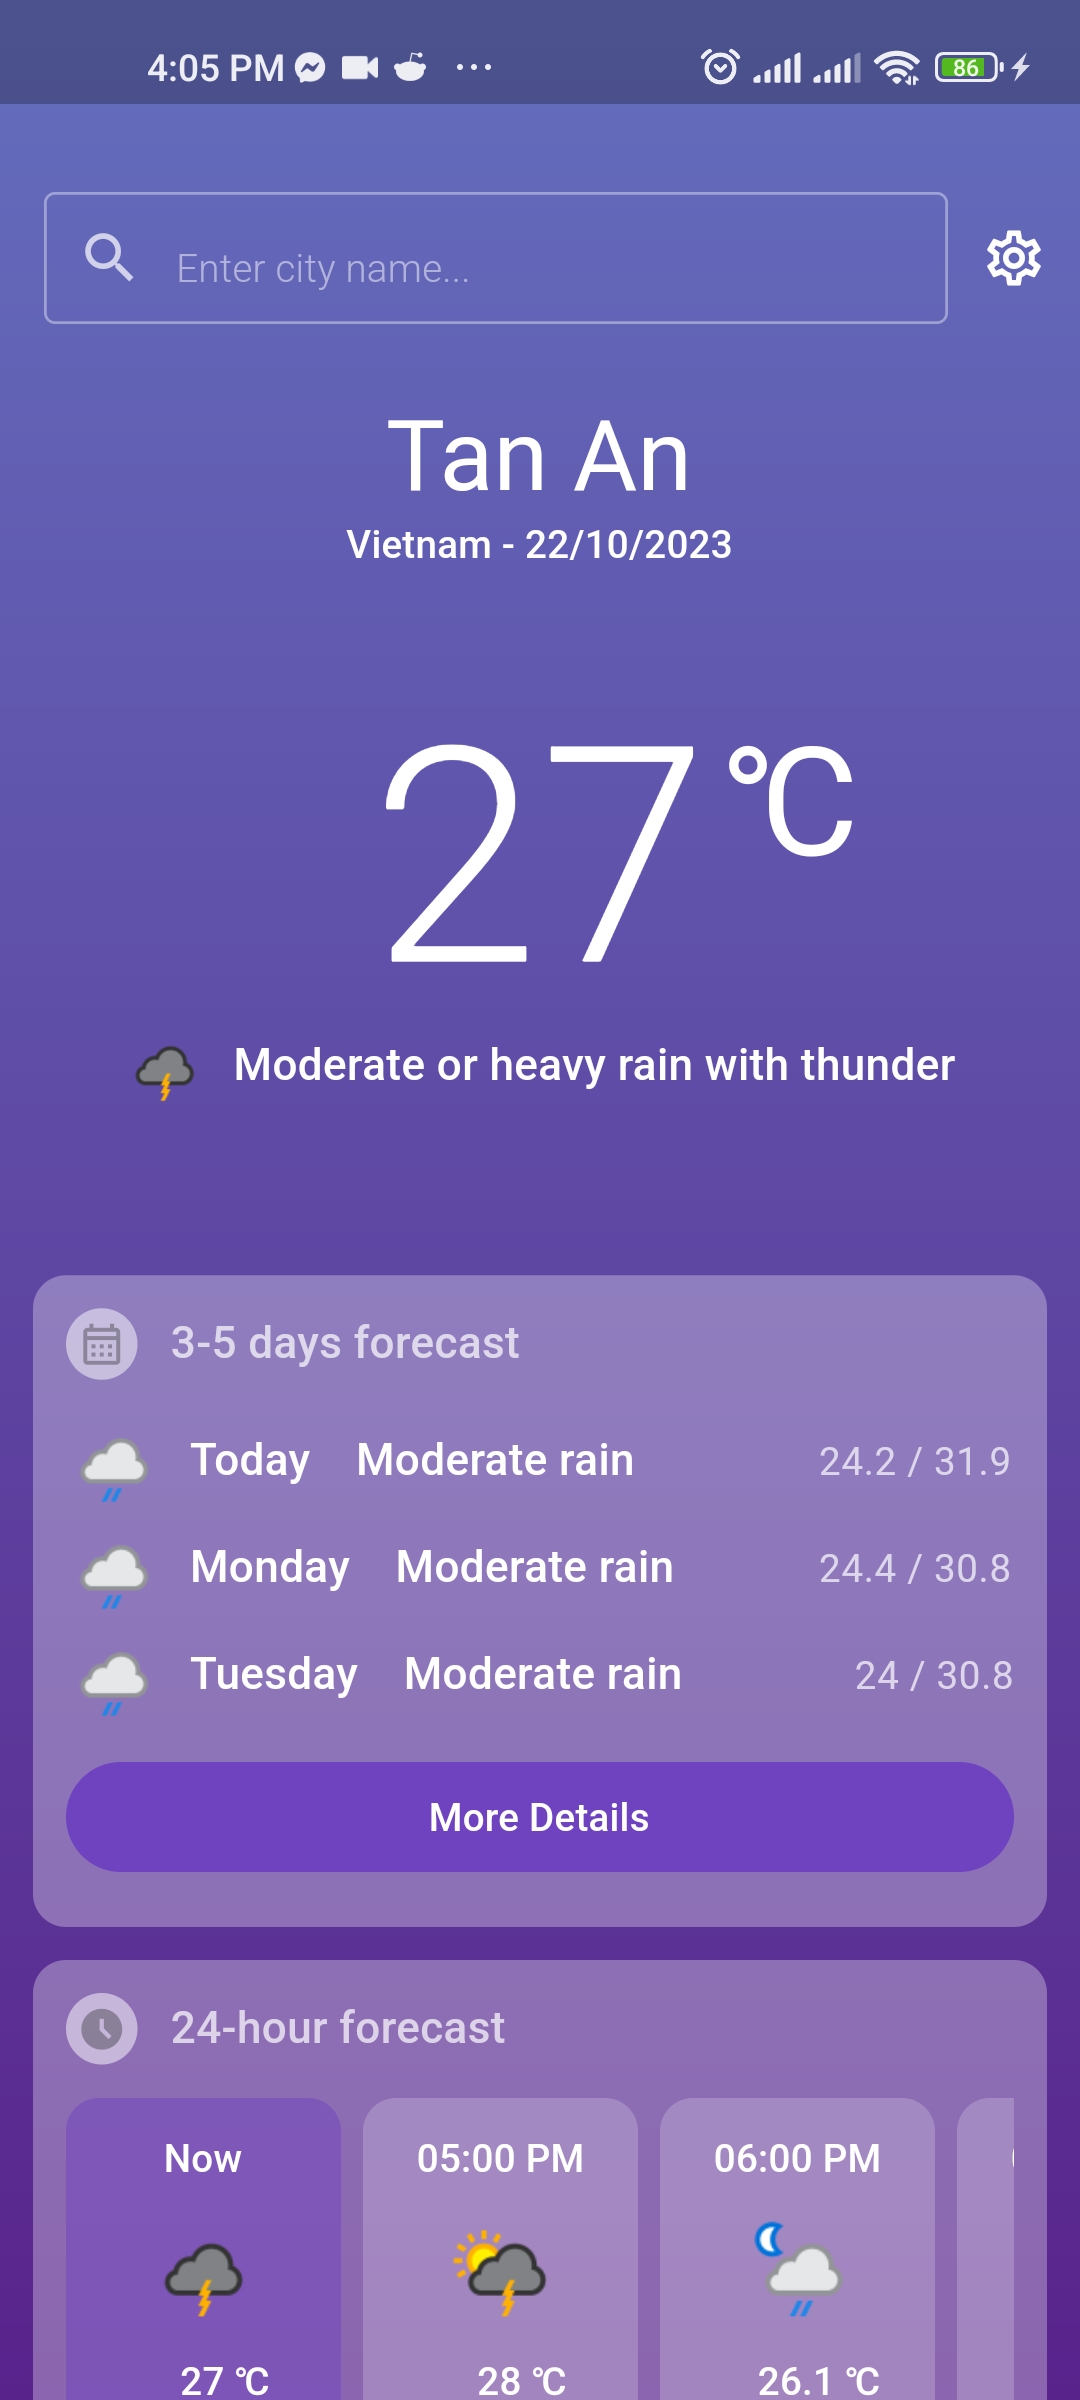 4:05 PM ... 86
Enter city name...
Tan An
Vietnam - 22/10/2023
27 °C
Moderate or heavy rain with thunder
3-5 days forecast
Today Moderate rain 24.2 / 31.9
Monday Moderate rain 24.4 / 30.8
Tuesday Moderate rain 24 / 30.8
More Details
24-hour forecast
Now 05:00 PM 06:00 PM
27 °C 28 °C 26.1 °C